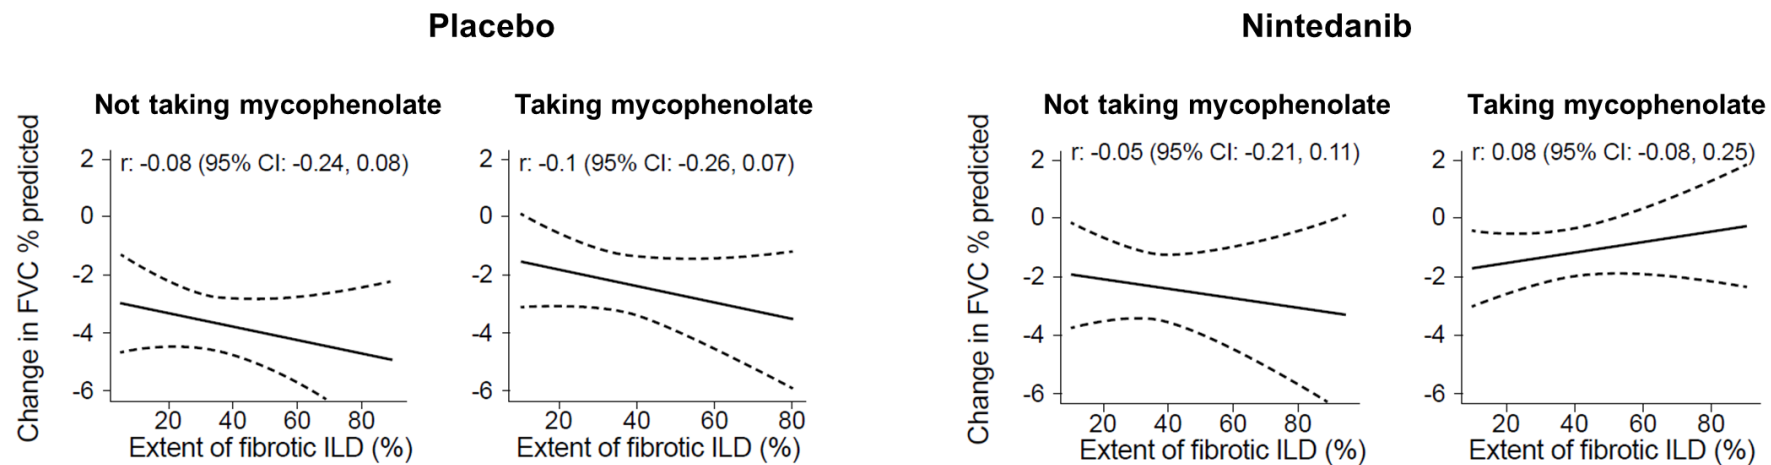 Placebo
Nintedanib
Not taking mycophenolate
Taking mycophenolate
Not taking mycophenolate
Taking mycophenolate
Change in FVC % predicted
2
0
-2
-4
-6
r: -0.08 (95% CI: -0.24, 0.08)
20 40 60 80
Extent of fibrotic ILD (%)
2
0
-2
-4
-6
r: -0.1 (95% CI: -0.26, 0.07)
20 40 60 80
Extent of fibrotic ILD (%)
Change in FVC % predicted
2
0
-2
-4
-6
r: -0.05 (95% CI: -0.21, 0.11)
20 40 60 80
Extent of fibrotic ILD (%)
2
0
-2
-4
-6
r: 0.08 (95% CI: -0.08, 0.25)
20 40 60 80
Extent of fibrotic ILD (%)